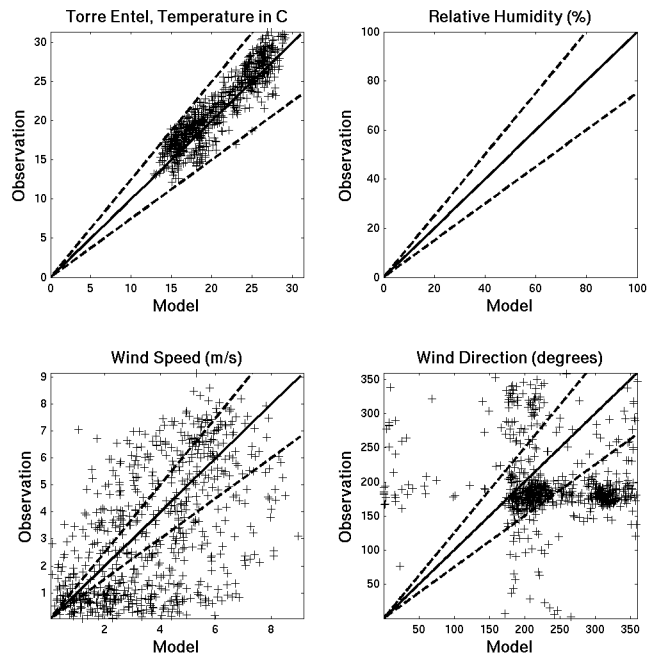 Torre Entel, Temperature in C
Relative Humidity (%)
30
25
20
15
10
5
0
Observation
0 5 10 15 20 25 30
Model
100
80
60
40
20
0
Observation
0 20 40 60 80 100
Model
Wind Speed (m/s)
Wind Direction (degrees)
9
8
7
6
5
4
3
2
1
Observation
2 4 6 8
Model
350
300
250
200
150
100
50
Observation
50 100 150 200 250 300 350
Model